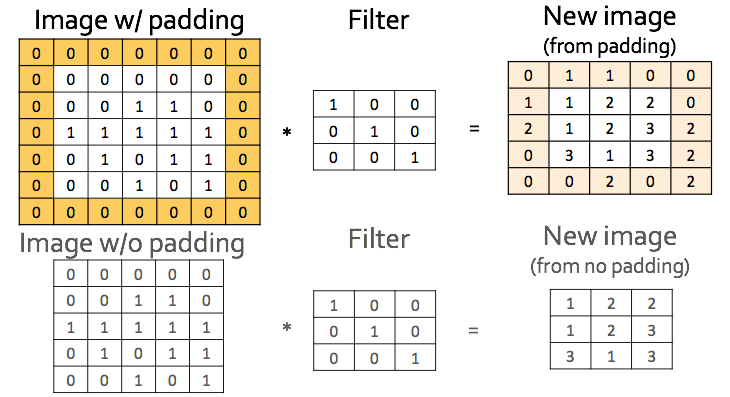 Image w/ padding Filter New image
(from padding)
0 0 0 0 0 0 0
0 0 0 0 0 0 0
0 0 0 1 1 0 0
0 1 1 1 1 1 0
0 0 1 0 1 1 0
0 0 0 1 0 1 0
0 0 0 0 0 0 0
*
1 0 0
0 1 0
0 0 1
=
0 1 1 0 0
1 1 2 2 0
2 1 2 3 2
0 3 1 3 2
0 0 2 0 2
Image w/o padding Filter New image
(from no padding)
0 0 0 0 0
0 0 1 1 0
1 1 1 1 1
0 1 0 1 1
0 0 1 0 1
*
1 0 0
0 1 0
0 0 1
=
1 2 2
1 2 3
3 1 3